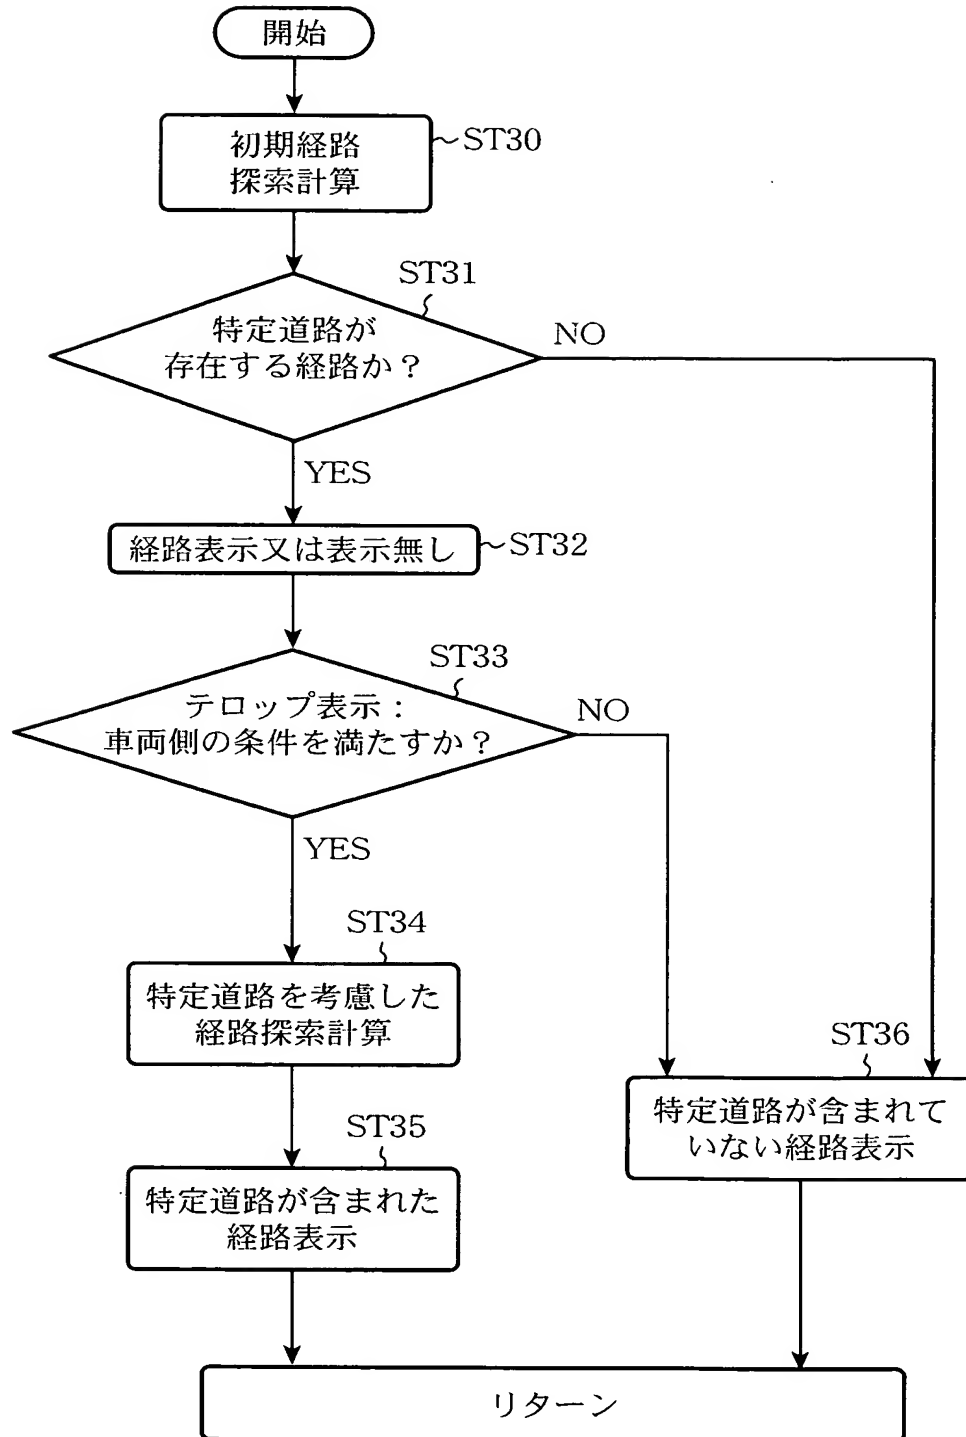 開始
初期経路
探索計算
ST30
ST31
特定道路が
存在する経路か？
NO
YES
経路表示又は表示無し
ST32
ST33
テロップ表示：
車両側の条件を満たすか？
NO
YES
ST34
特定道路を考慮した
経路探索計算
ST36
特定道路が含まれて
いない経路表示
ST35
特定道路が含まれた
経路表示
リターン